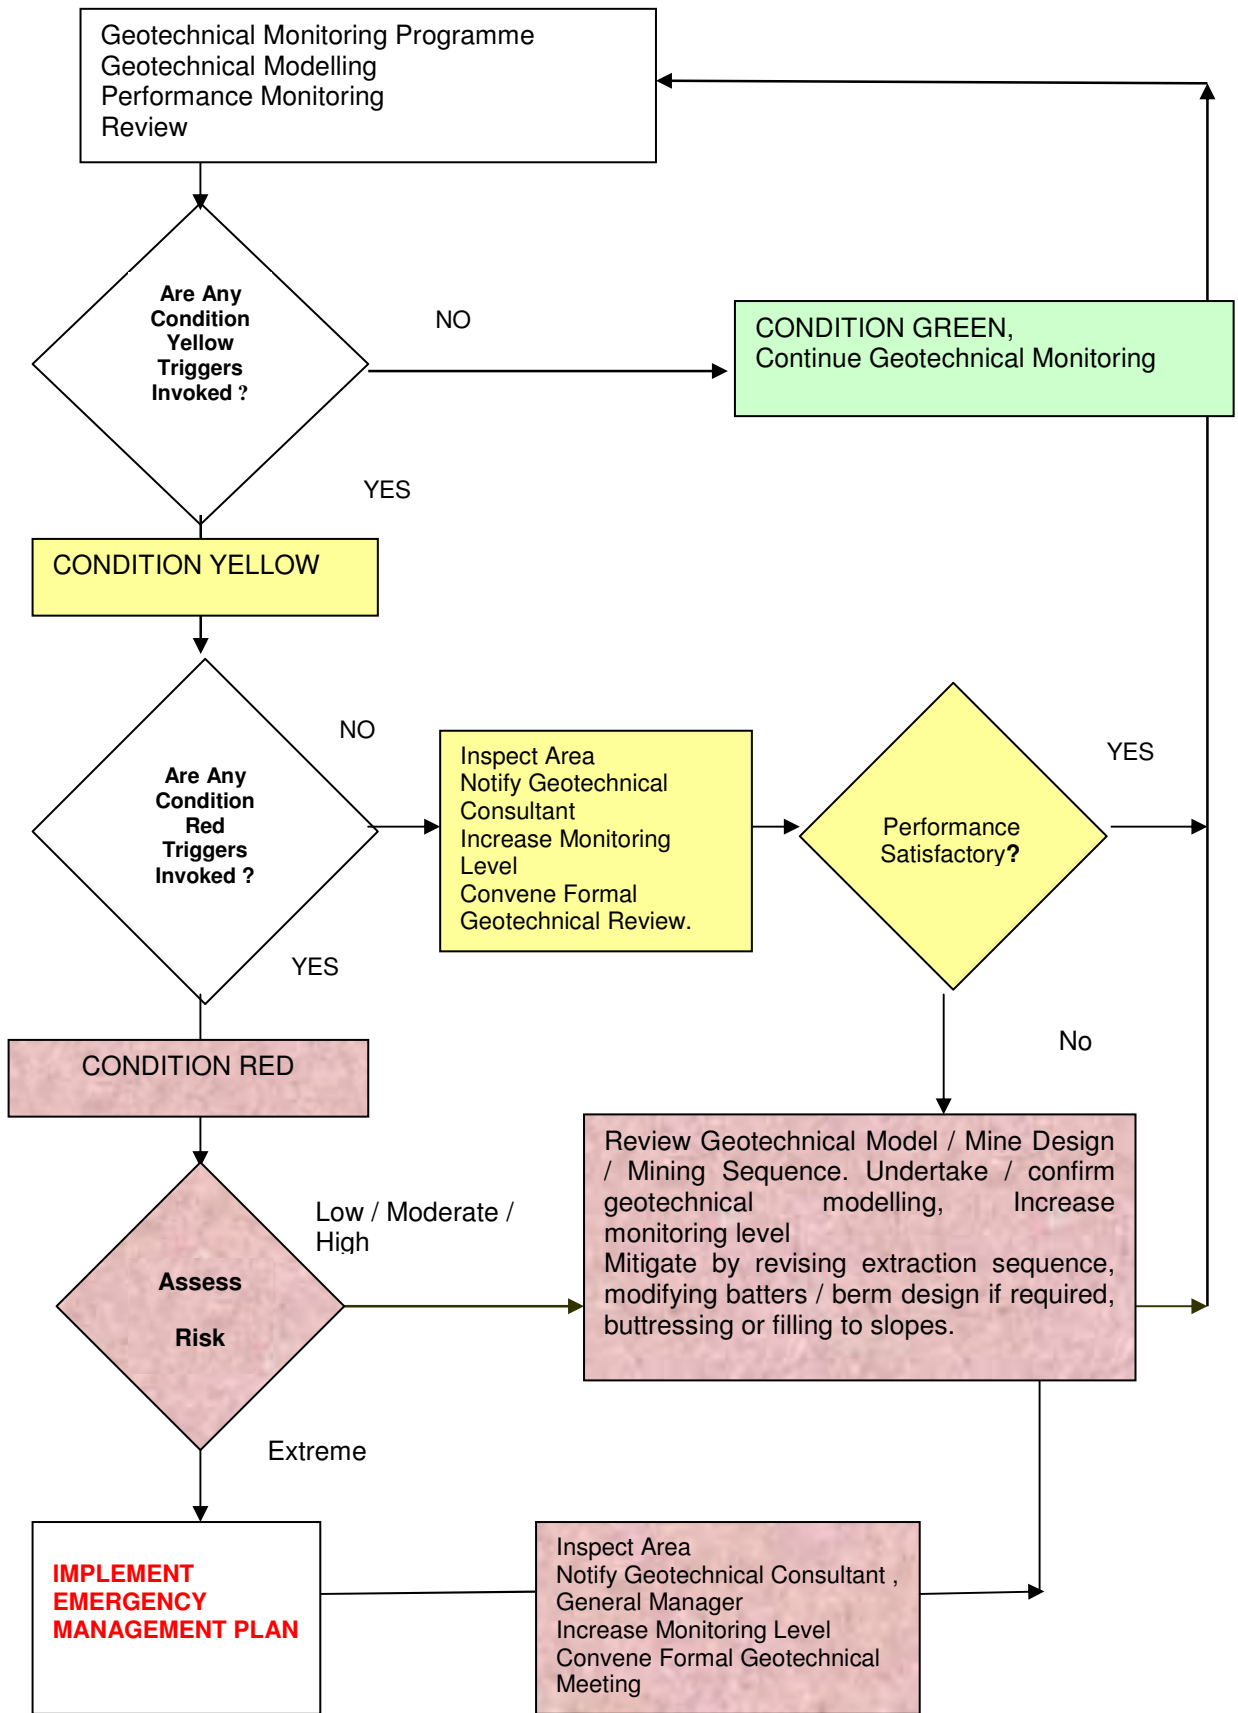 Geotechnical Monitoring Programme
Geotechnical Modelling
Performance Monitoring
Review
Are Any
Condition
Yellow
Triggers
Invoked ?
NO
CONDITION GREEN,
Continue Geotechnical Monitoring
YES
CONDITION YELLOW
Are Any
Condition
Red
Triggers
Invoked ?
NO
Inspect Area
Notify Geotechnical
Consultant
Increase Monitoring
Level
Convene Formal
Geotechnical Review.
Performance
Satisfactory?
YES
YES
No
CONDITION RED
Assess
Risk
Low / Moderate /
High
Review Geotechnical Model / Mine Design
/ Mining Sequence. Undertake / confirm
geotechnical modelling, Increase
monitoring level
Mitigate by revising extraction sequence,
modifying batters / berm design if required,
buttressing or filling to slopes.
Extreme
IMPLEMENT
EMERGENCY
MANAGEMENT PLAN
Inspect Area
Notify Geotechnical Consultant ,
General Manager
Increase Monitoring Level
Convene Formal Geotechnical
Meeting